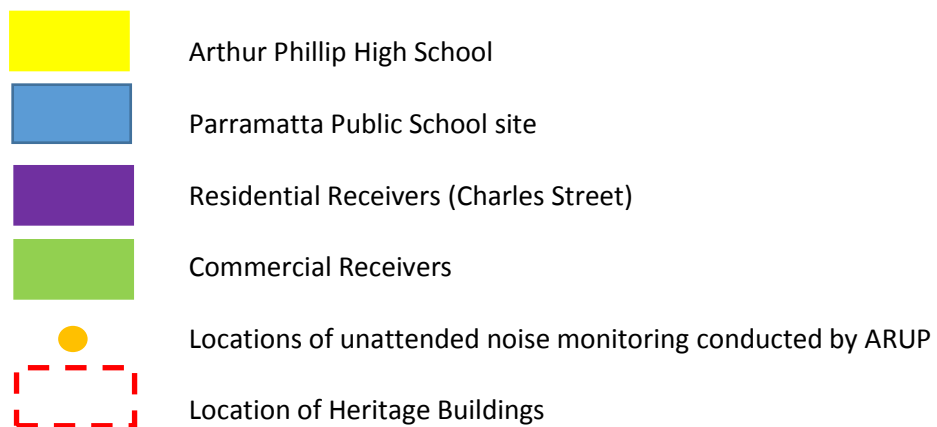 Arthur Phillip High School
Parramatta Public School site
Residential Receivers (Charles Street)
Commercial Receivers
Locations of unattended noise monitoring conducted by ARUP
Location of Heritage Buildings